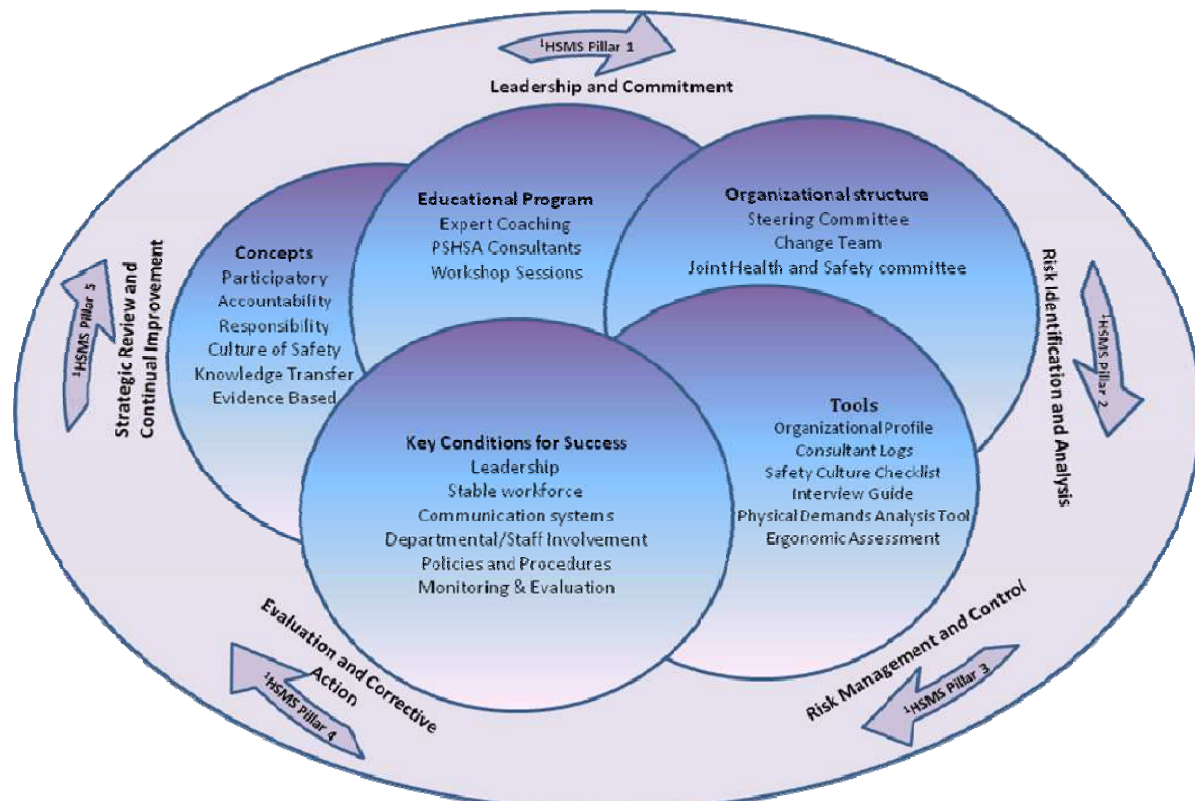 ¹HSMS Pillar 1
Leadership and Commitment
Educational Program
Expert Coaching
PSHSA Consultants
Workshop Sessions
Organizational structure
Steering Committee
Change Team
Joint Health and Safety committee
Concepts
Participatory
Accountability
Responsibility
Culture of Safety
Knowledge Transfer
Evidence Based
Key Conditions for Success
Leadership
Stable workforce
Communication systems
Departmental/Staff Involvement
Policies and Procedures
Monitoring & Evaluation
Tools
Organizational Profile
Consultant Logs
Safety Culture Checklist
Interview Guide
Physical Demands Analysis Tool
Ergonomic Assessment
¹HSMS Pillar 2
Risk Identification and Analysis
¹HSMS Pillar 3
Risk Management and Control
¹HSMS Pillar 4
Evaluation and Corrective
Action
¹HSMS Pillar 5
Strategic Review and
Continual Improvement